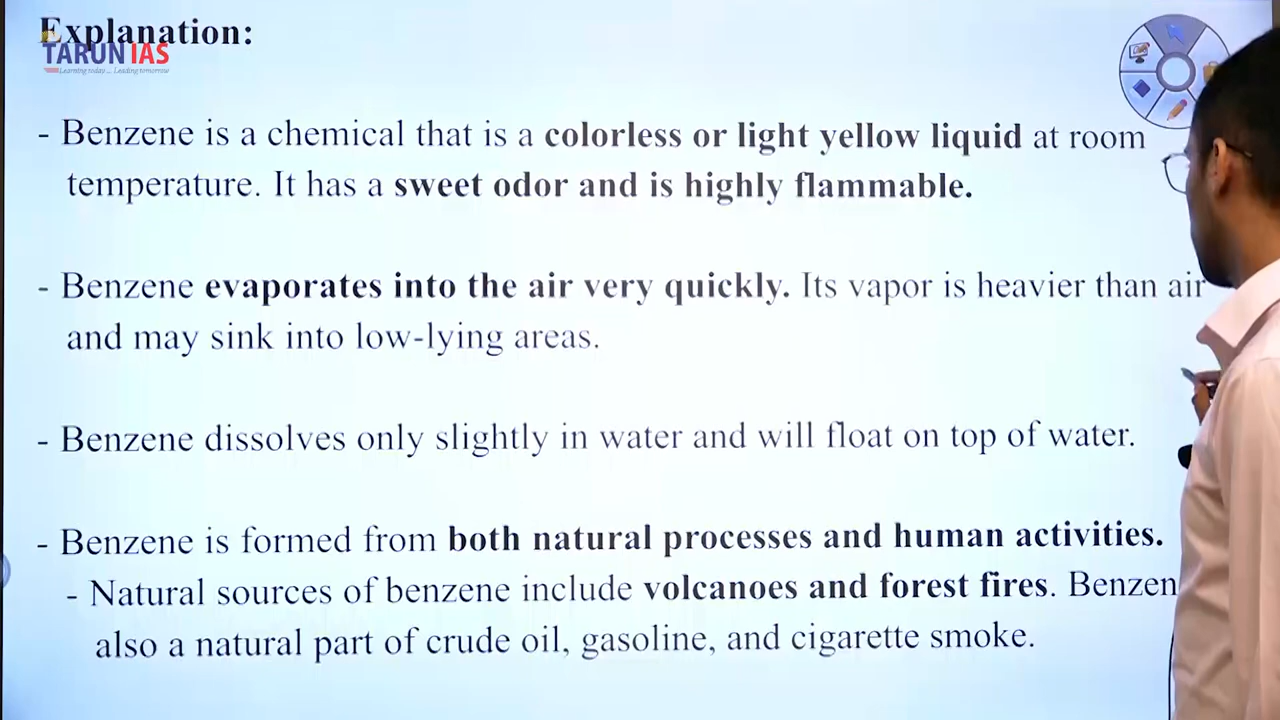 Explanation:
TARUN IAS
Learning today... Leading tomorrow
- Benzene is a chemical that is a colorless or light yellow liquid at room
temperature. It has a sweet odor and is highly flammable.
- Benzene evaporates into the air very quickly. Its vapor is heavier than air
and may sink into low-lying areas.
- Benzene dissolves only slightly in water and will float on top of water.
- Benzene is formed from both natural processes and human activities.
- Natural sources of benzene include volcanoes and forest fires. Benzen
also a natural part of crude oil, gasoline, and cigarette smoke.